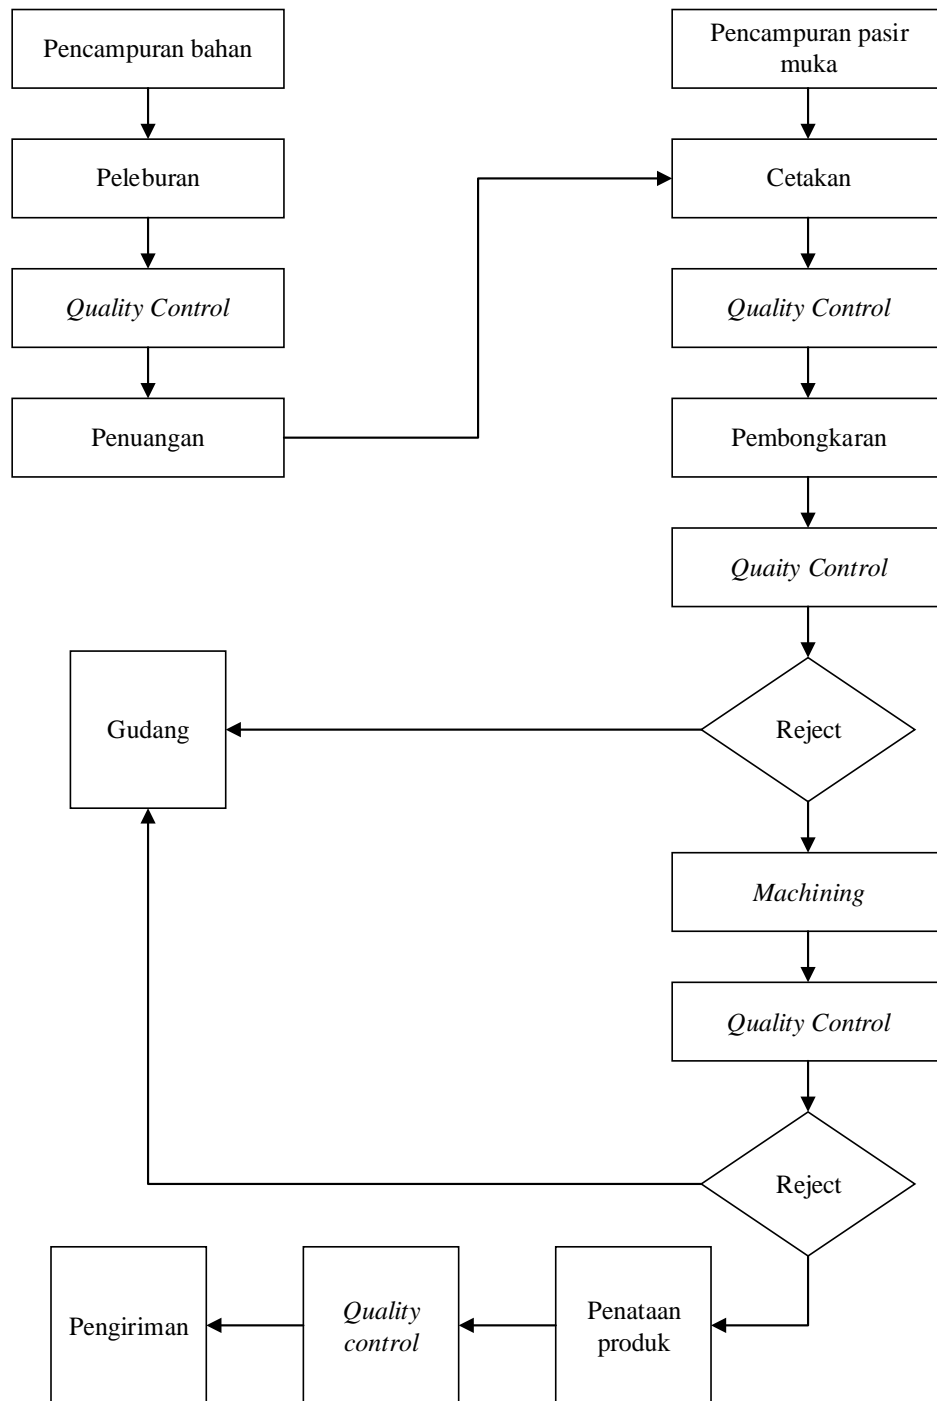 Pencampuran bahan
Peleburan
Quality Control
Penuangan
Pencampuran pasir
muka
Cetakan
Quality Control
Pembongkaran
Quaity Control
Reject
Gudang
Machining
Quality Control
Reject
Penataan
produk
Quality
control
Pengiriman